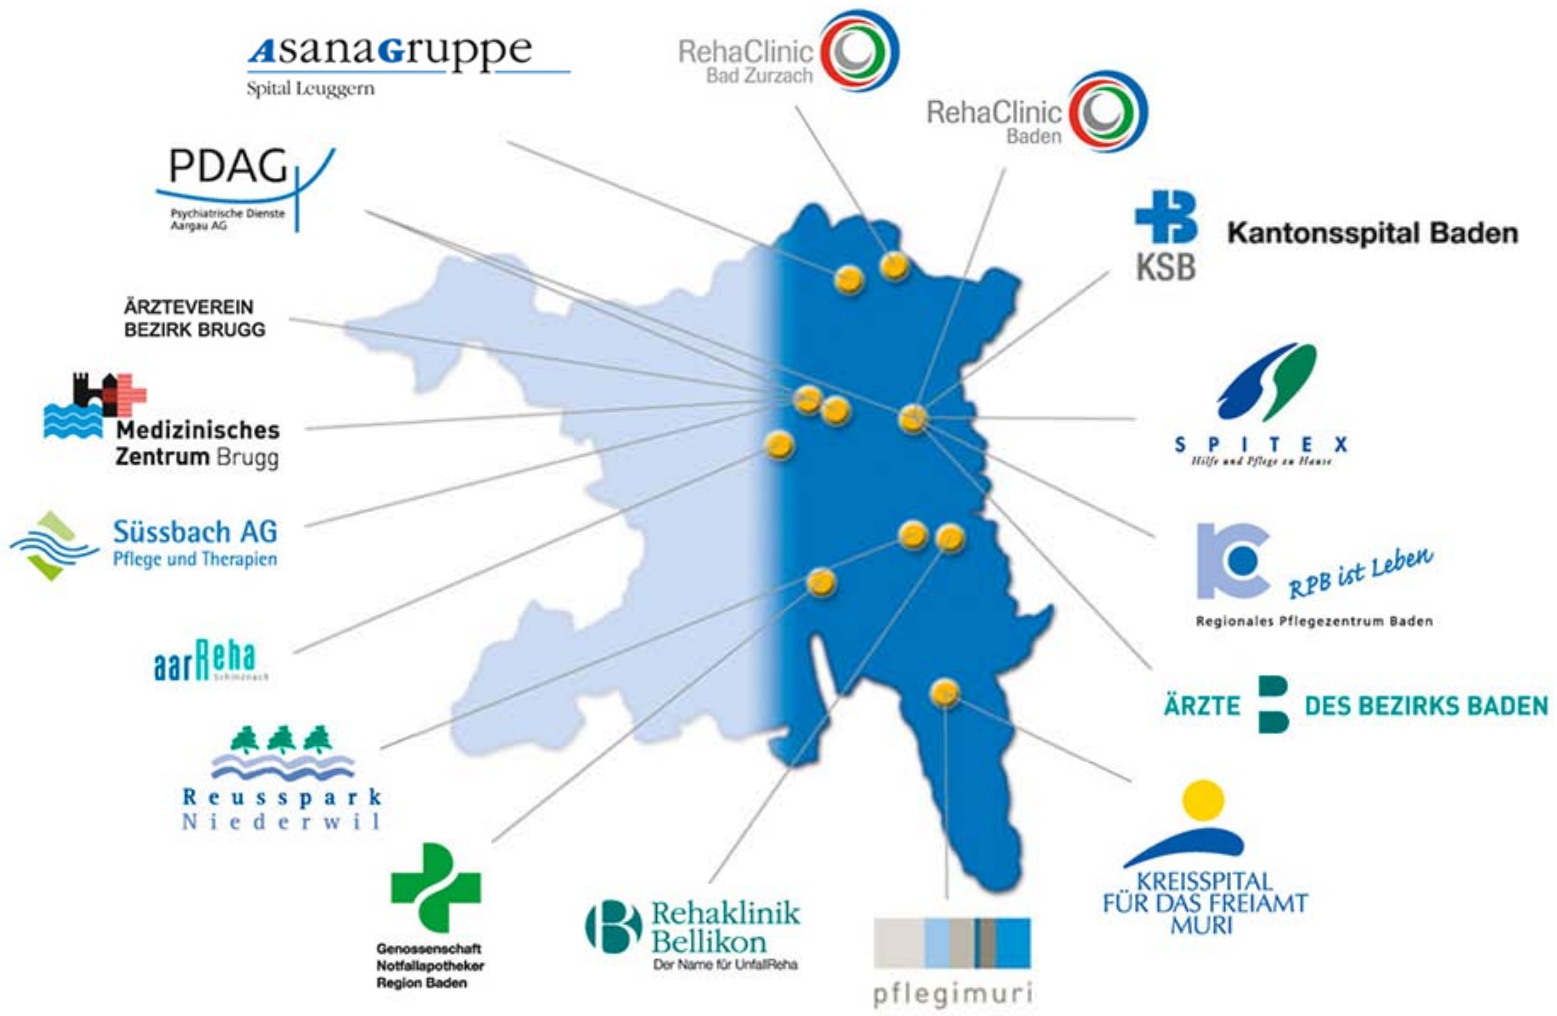 AsanaGruppe
Spital Leuggern
RehaClinic
Bad Zurzach
RehaClinic
Baden
PDAG
Psychiatrische Dienste
Aargau AG
KSB
Kantonsspital Baden
ÄRZTEVEREIN
BEZIRK BRUGG
Medizinisches
Zentrum Brugg
SPITEX
Hilfe und Pflege zu Hause
Süssbach AG
Pflege und Therapien
RPB ist Leben
Regionales Pflegezentrum Baden
aarReha
Schinznach
ÄRZTE B DES BEZIRKS BADEN
Reusspark
Niederwil
KREISSPITAL
FÜR DAS FREIAMT
MURI
Genossenschaft
Notfallapotheker
Region Baden
Rehaklinik
Bellikon
Der Name für UnfallReha
pflegimuri